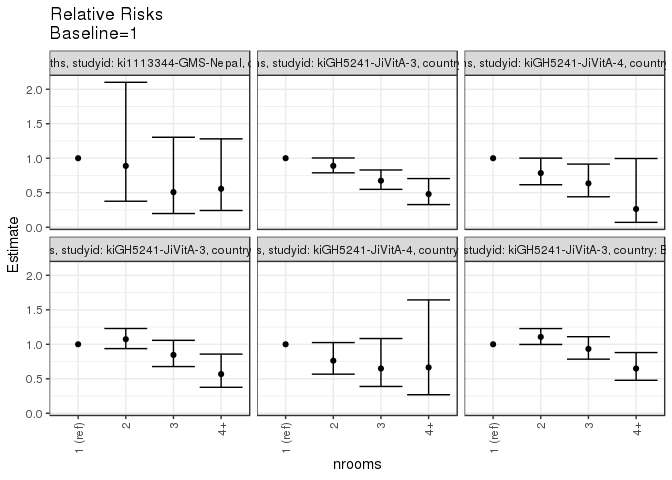 Relative Risks
Baseline=1
ths, studyid: ki1113344-GMS-Nepal,
s, studyid: kiGH5241-JiVitA-3, country
s, studyid: kiGH5241-JiVitA-4, country
2.0
1.5
1.0
0.5
0.0
s, studyid: kiGH5241-JiVitA-3, country
s, studyid: kiGH5241-JiVitA-4, country
studyid: kiGH5241-JiVitA-3, country:
2.0
1.5
1.0
0.5
0.0
Estimate
1 (ref)
2
3
4+
1 (ref)
2
3
4+
1 (ref)
2
3
4+
nrooms